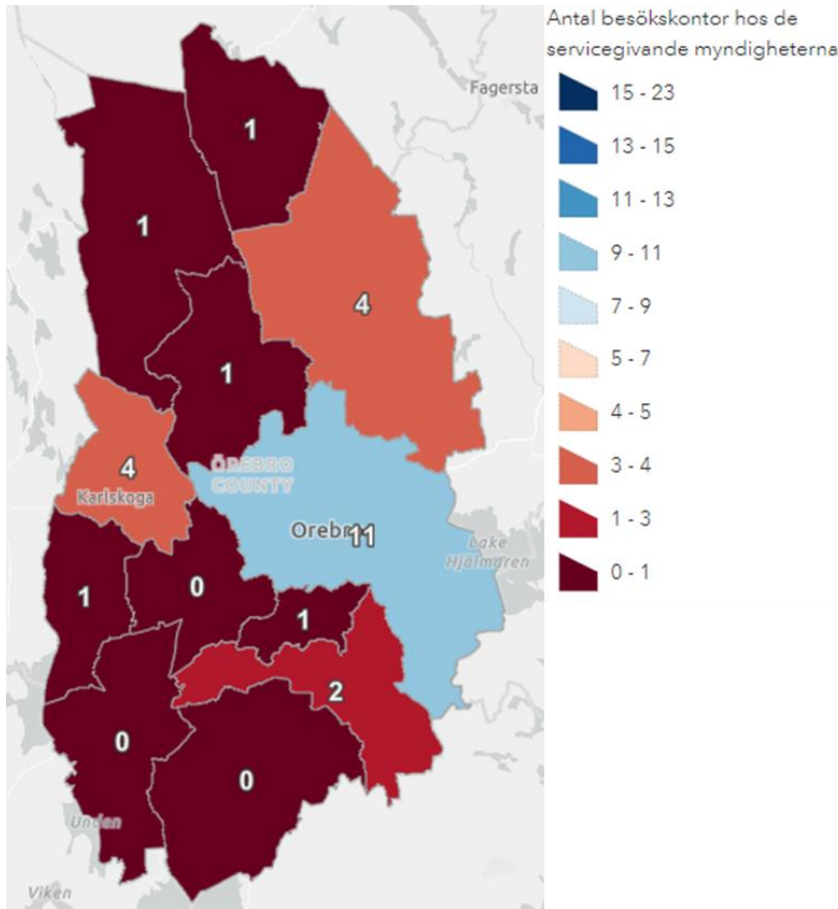 Antal besökskontor hos de
servicegivande myndigheterna
15 - 23
13 - 15
11 - 13
9 - 11
7 - 9
5 - 7
4 - 5
3 - 4
1 - 3
0 - 1
Fagersta
1
1
4
1
4
ÖREBRO
COUNTY
Karlskoga
11
Lake
Hjälmaren
1
0
1
2
0
0
Unden
Viken